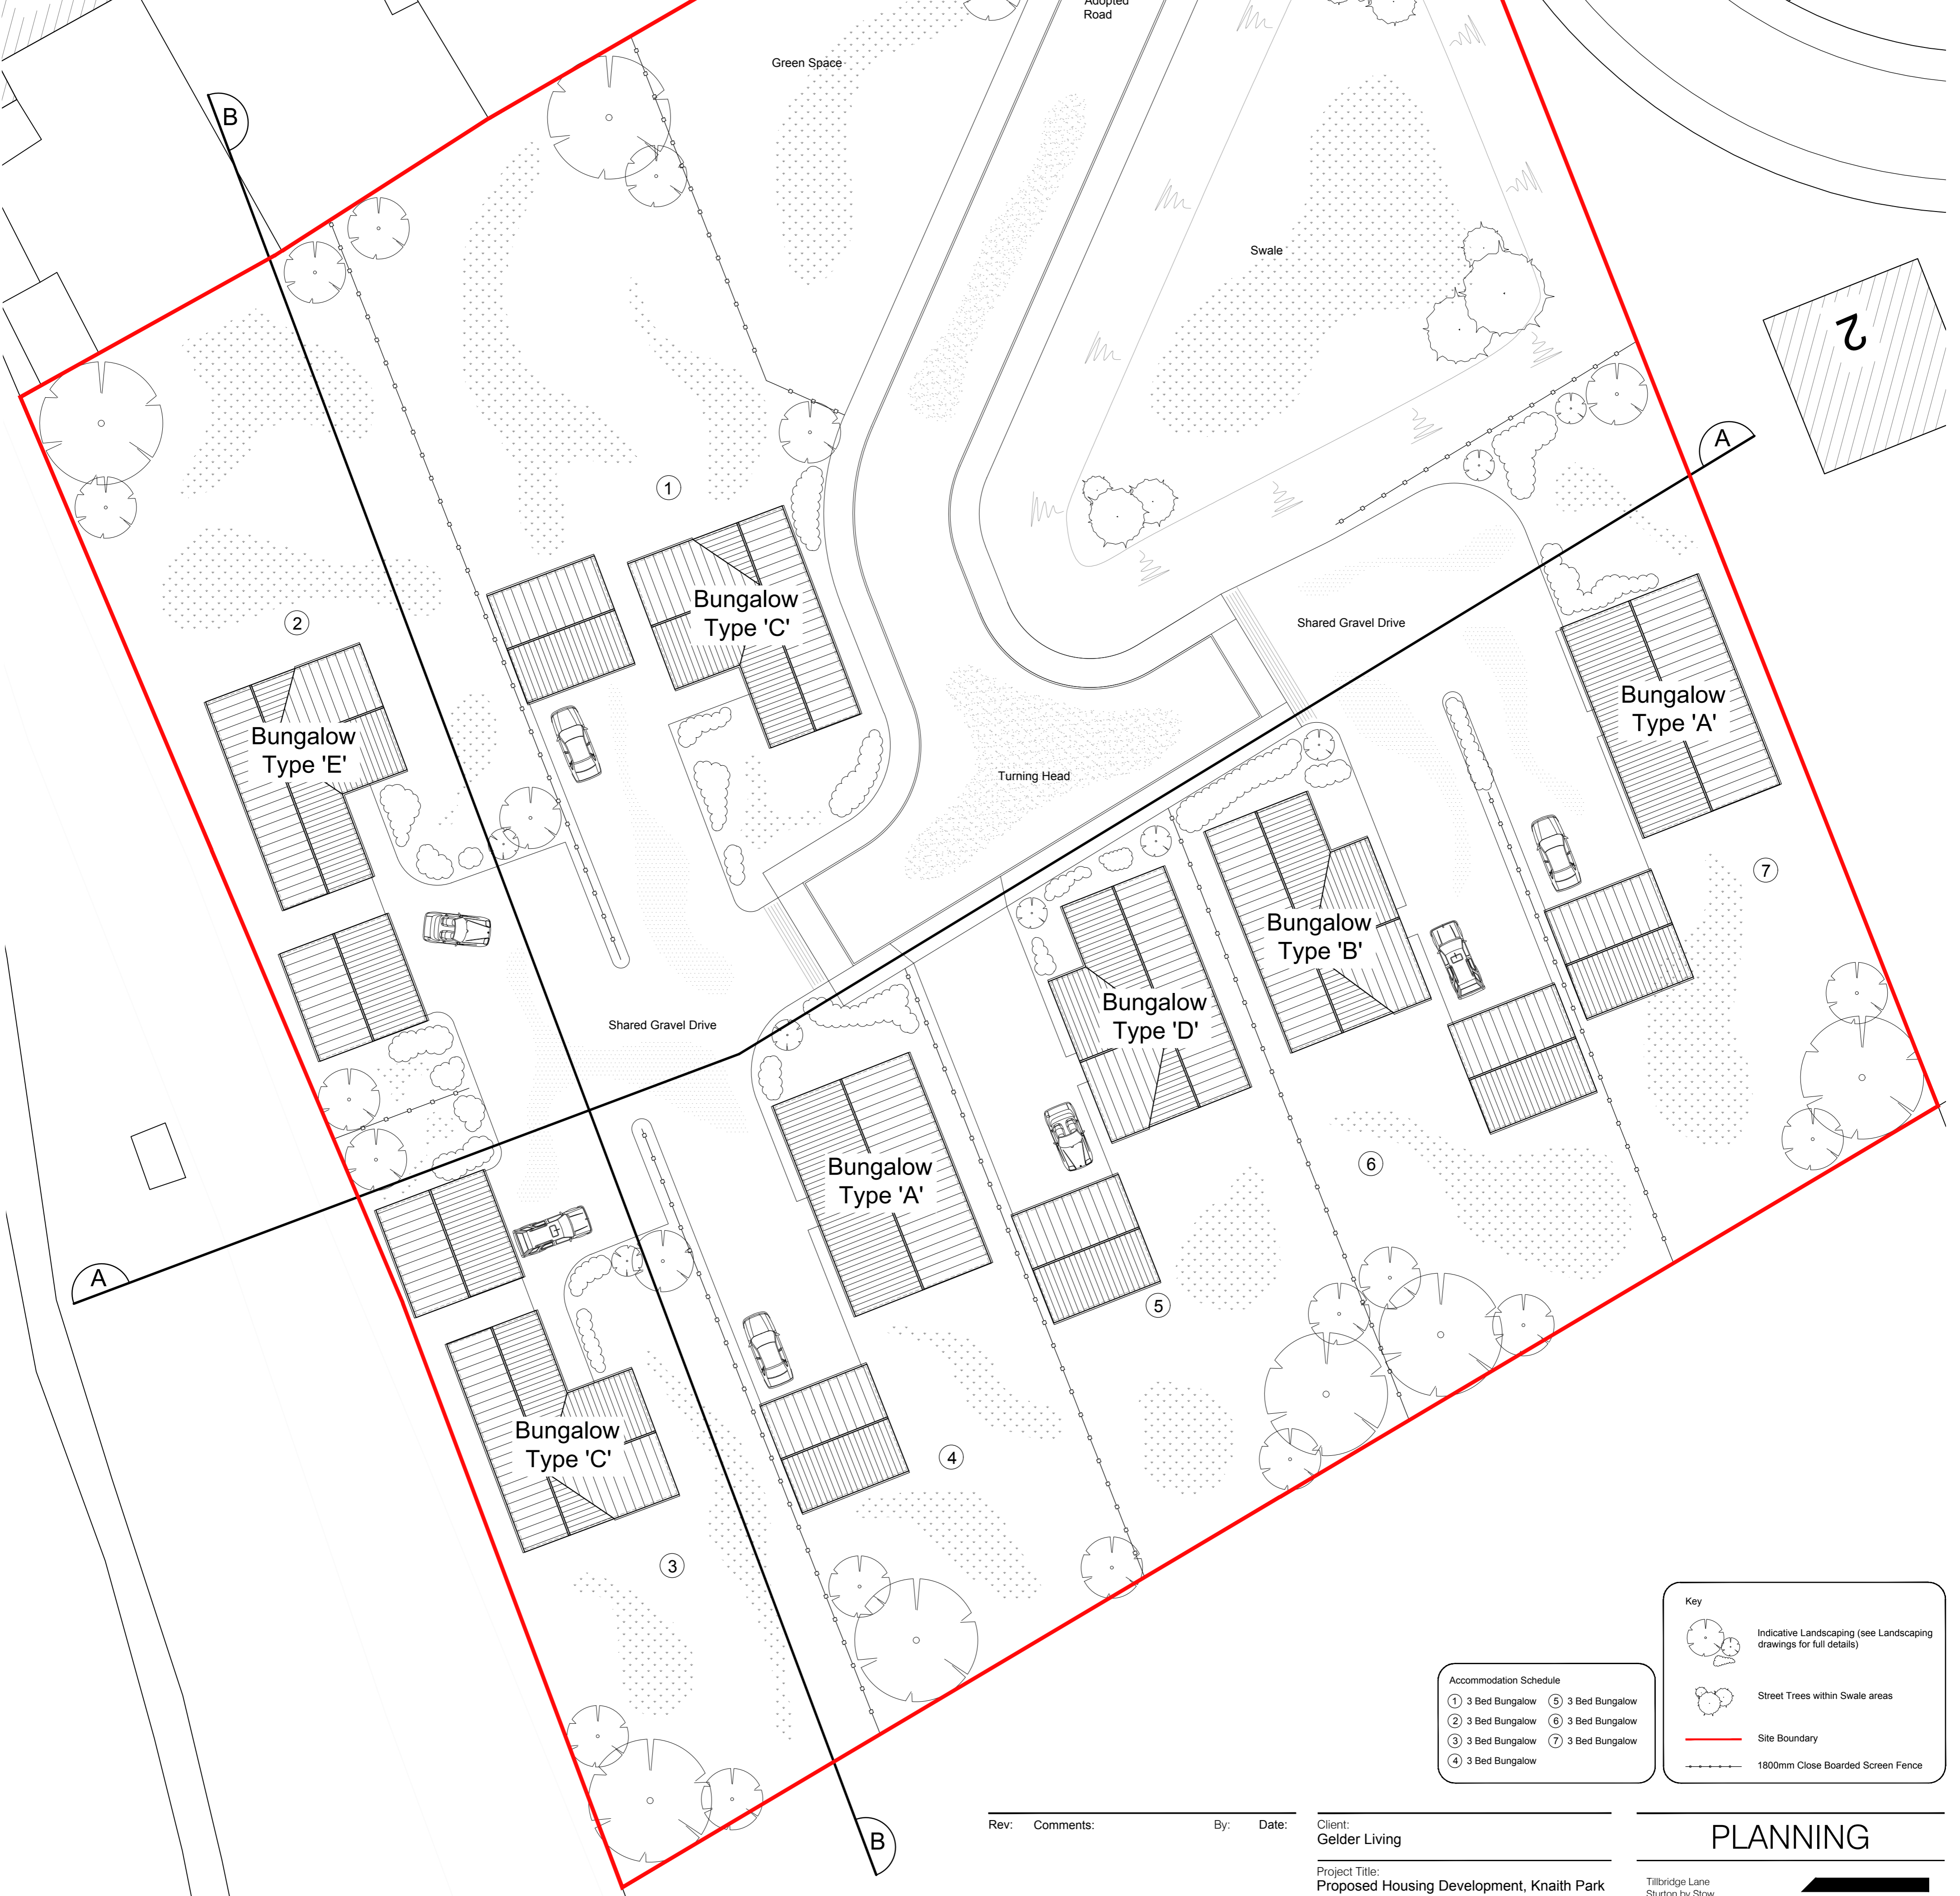 Adopted
Road
Green Space
B
Swale
2
A
1
Bungalow
Type 'C'
2
Shared Gravel Drive
Bungalow
Type 'A'
Bungalow
Type 'E'
Turning Head
7
Bungalow
Type 'B'
Bungalow
Type 'D'
Shared Gravel Drive
Bungalow
Type 'A'
6
A
5
Bungalow
Type 'C'
4
3
B
Key
Indicative Landscaping (see Landscaping
drawings for full details)
Street Trees within Swale areas
Site Boundary
1800mm Close Boarded Screen Fence
Accommodation Schedule
1 3 Bed Bungalow 5 3 Bed Bungalow
2 3 Bed Bungalow 6 3 Bed Bungalow
3 3 Bed Bungalow 7 3 Bed Bungalow
4 3 Bed Bungalow
Rev: Comments: By: Date:
Client:
Gelder Living
Project Title:
Proposed Housing Development, Knaith Park
PLANNING
Tillbridge Lane
Sturton by Stow